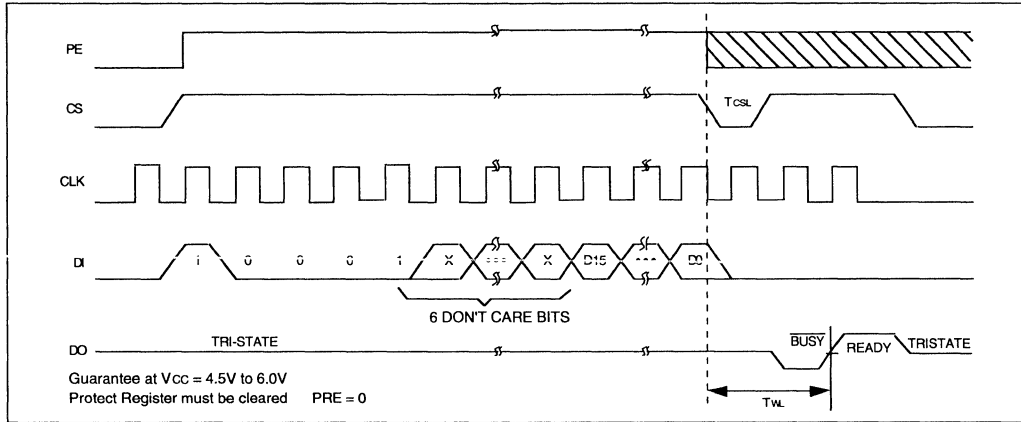 PE
CS
TCSL
CLK
DI 1 0 0 0 1 X --- X D15 --- D0
6 DON'T CARE BITS
DO TRI-STATE BUSY READY TRISTATE
Guarantee at VCC = 4.5V to 6.0V
Protect Register must be cleared PRE = 0
TWL